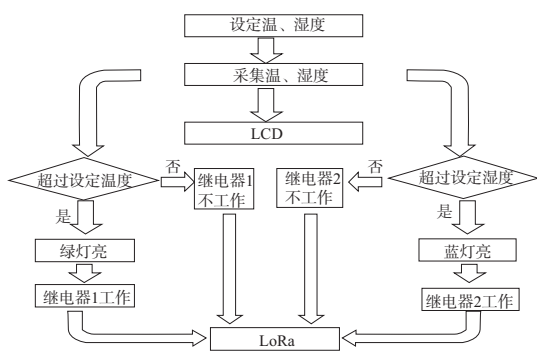 设定温、湿度
采集温、湿度
LCD
超过设定温度
否
继电器1
不工作
继电器2
不工作
否
超过设定湿度
是
是
绿灯亮
蓝灯亮
继电器1工作
继电器2工作
LoRa